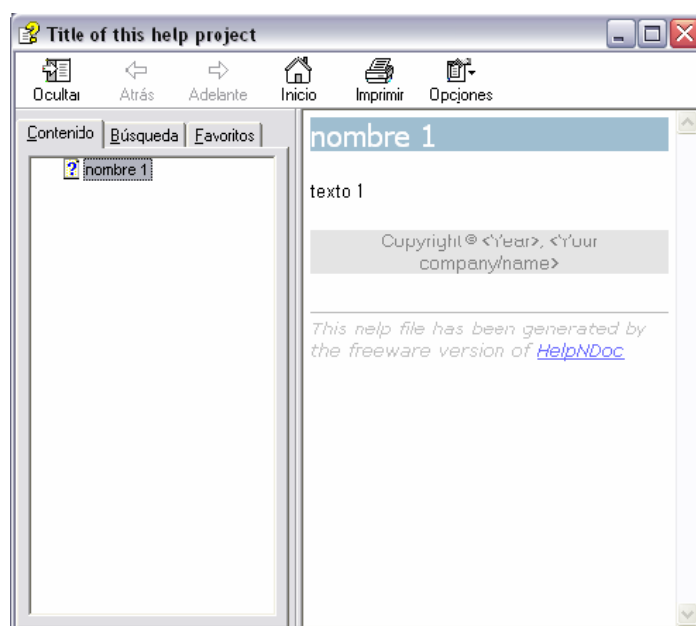 Title of this help project
Ocultar Atrás Adelante Inicio Imprimir Opciones
Contenido Búsqueda Favoritos
nombre 1
nombre 1
texto 1
Copyright © <Year>, <Your
company/name>
This help file has been generated by
the freeware version of HelpNDoc